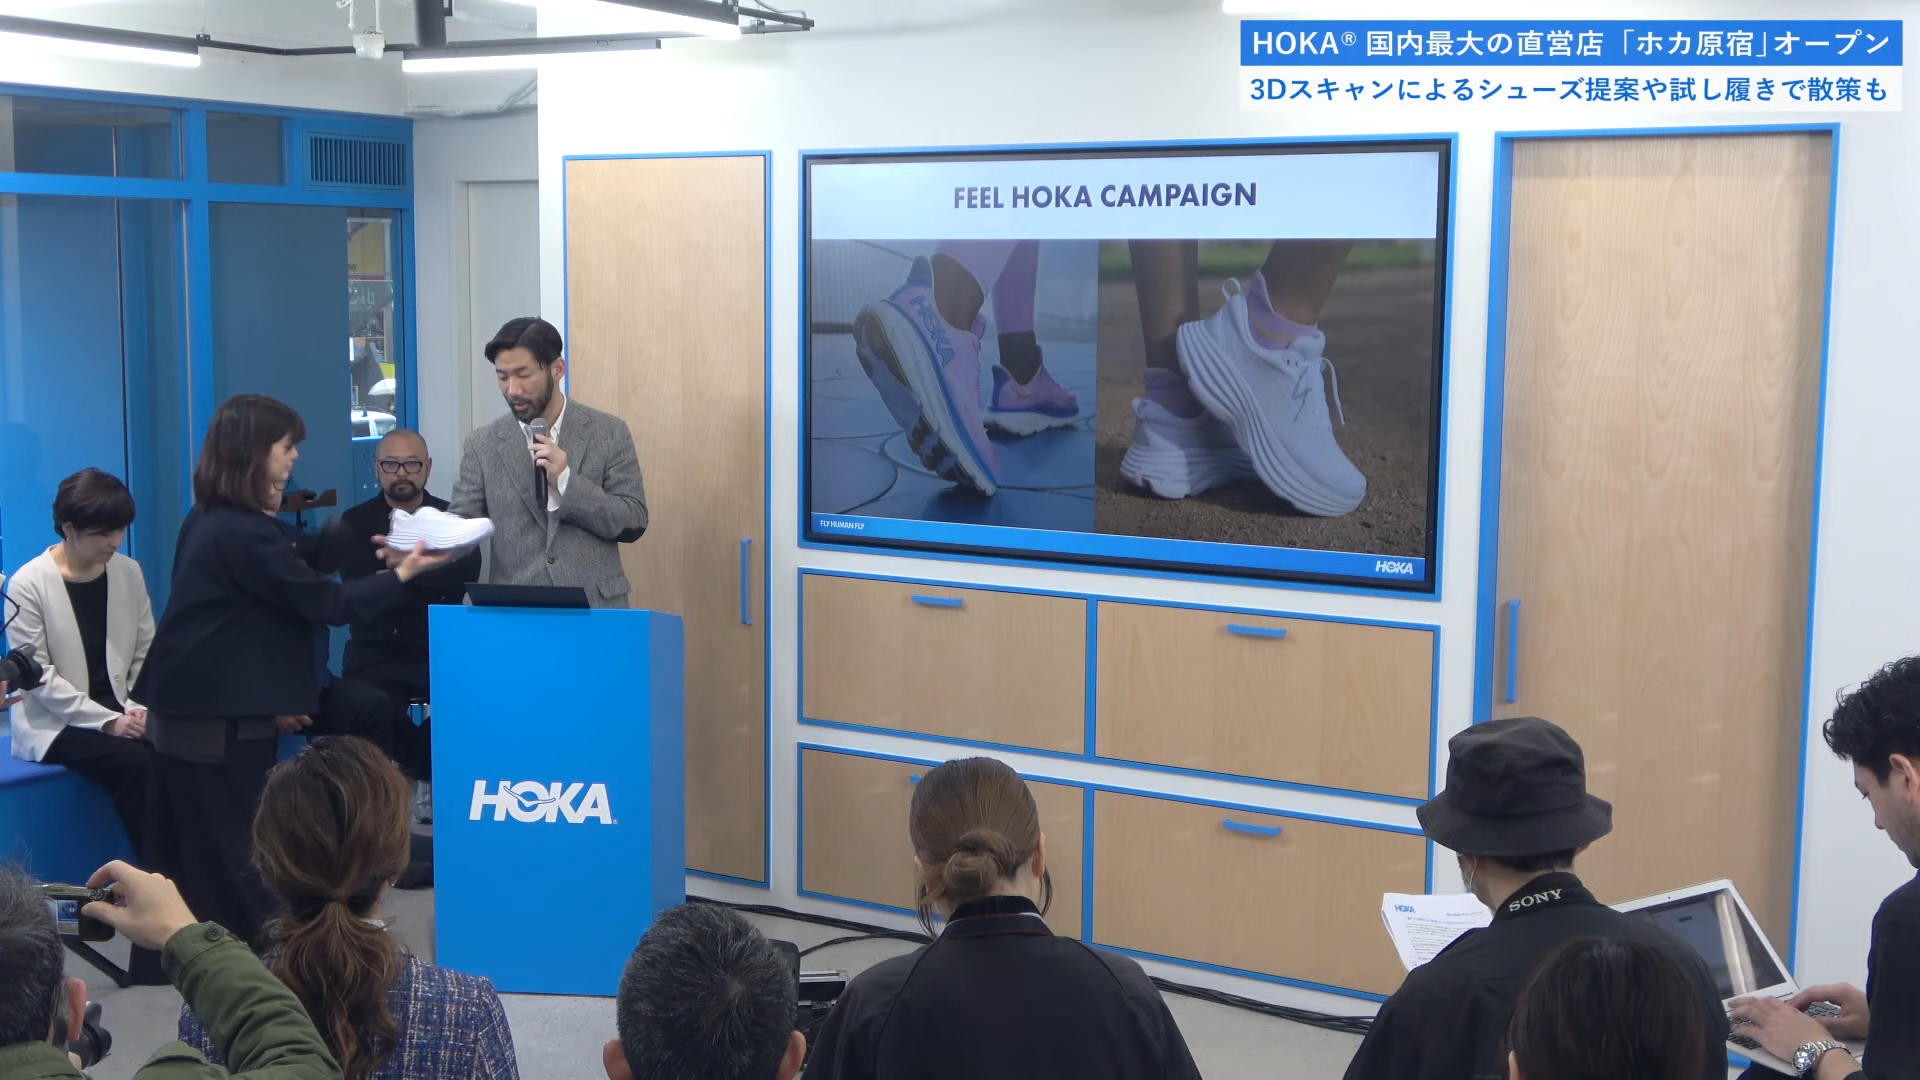 HOKA® 国内最大の直営店「ホカ原宿」オープン
3Dスキャンによるシューズ提案や試し履きで散策も
FEEL HOKA CAMPAIGN
HOKA
FLY HUMAN FLY
HOKA
HOKA
SONY
HOKA